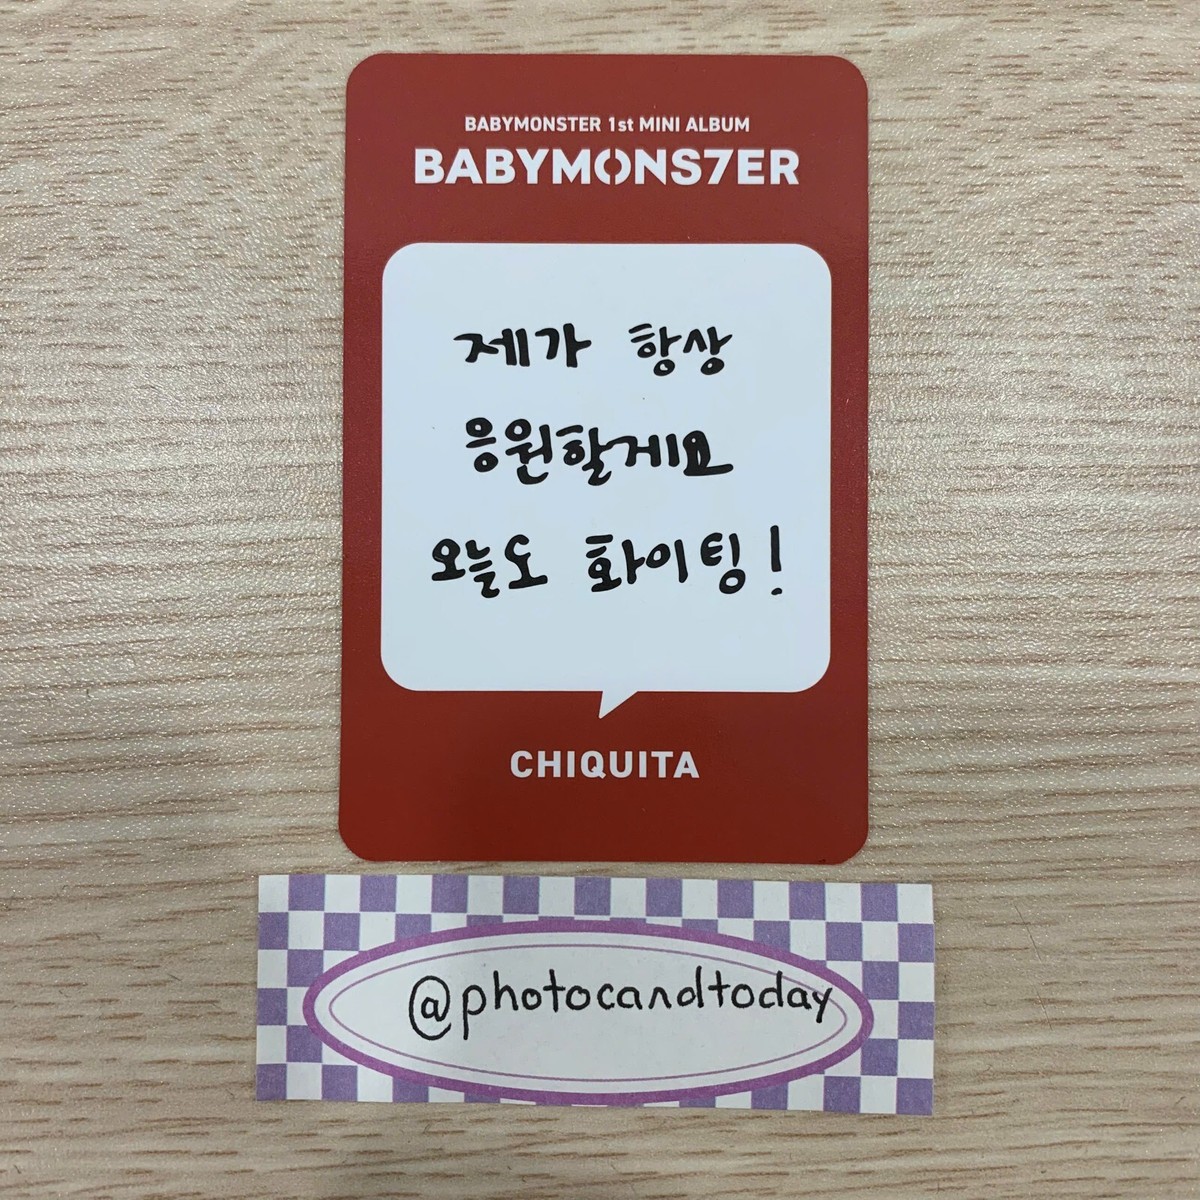 BABYMONSTER 1st MINI ALBUM
BABYMONS7ER
제가 항상
응원할게요
오늘도 화이팅!
CHIQUITA
@photocardtoday